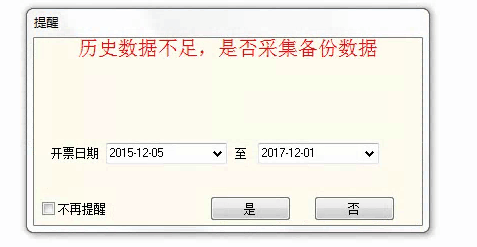 提醒
历史数据不足，是否采集备份数据
开票日期 2015-12-05 至 2017-12-01
不再提醒 是 否